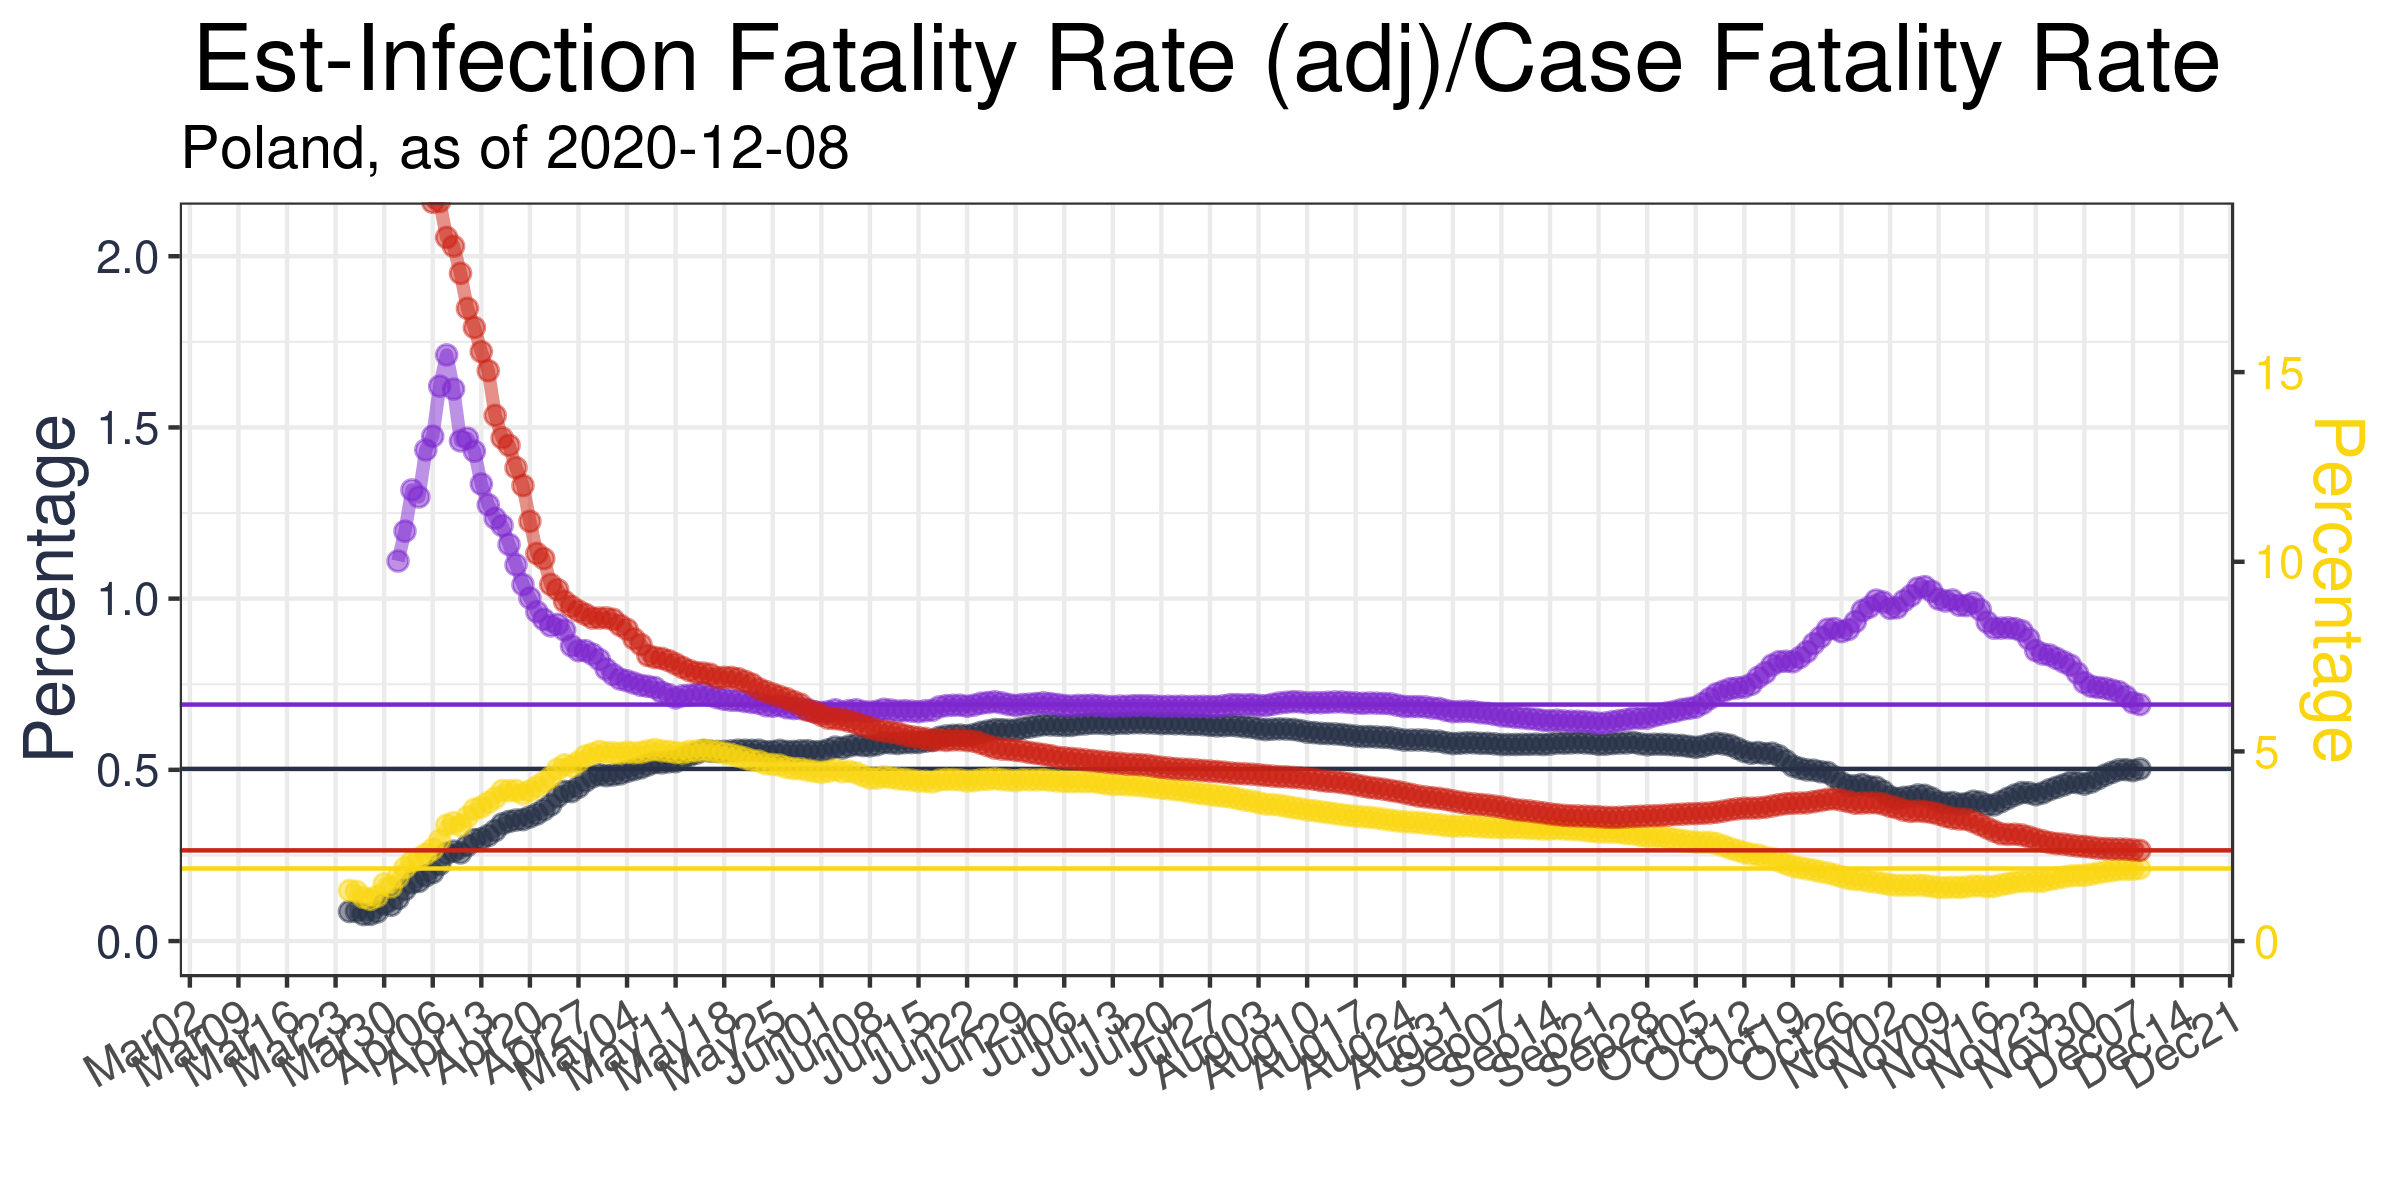 Est-Infection Fatality Rate (adj)/Case Fatality Rate
Poland, as of 2020-12-08
Percentage
2.0
1.5
1.0
0.5
0.0
15
10
5
0
Percentage
Mar02
Mar09
Mar16
Mar23
Mar30
Apr06
Apr13
Apr20
Apr27
May04
May11
May18
May25
Jun01
Jun08
Jun15
Jun22
Jun29
Jul06
Jul13
Jul20
Jul27
Aug03
Aug10
Aug17
Aug24
Aug31
Sep07
Sep14
Sep21
Sep28
Oct05
Oct12
Oct19
Oct26
Nov02
Nov09
Nov16
Nov23
Nov30
Dec07
Dec14
Dec21